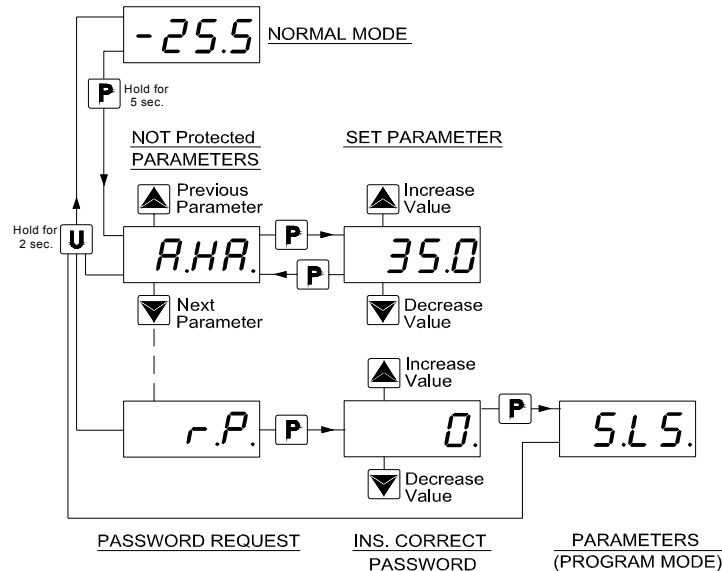 -25.5
NORMAL MODE
P
Hold for
5 sec.
NOT Protected
PARAMETERS
SET PARAMETER
Previous
Parameter
Increase
Value
Hold for
2 sec.
U
A.HA.
P
P
35.0
Next
Parameter
Decrease
Value
Increase
Value
r.P.
P
0.
P
S.L.S.
Decrease
Value
PASSWORD REQUEST
INS. CORRECT
PASSWORD
PARAMETERS
(PROGRAM MODE)